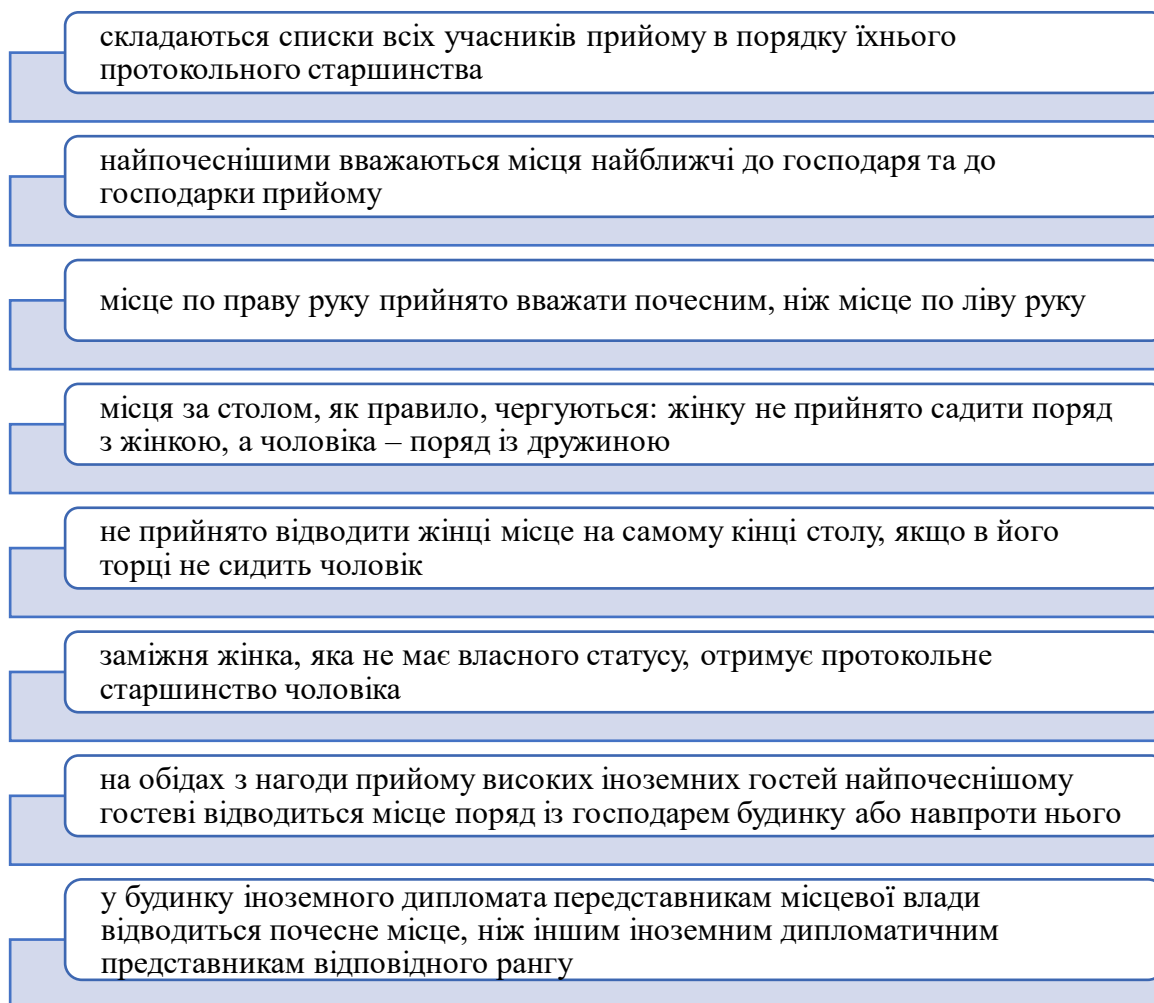 складаються списки всіх учасників прийому в порядку їхнього
протокольного старшинства
найпочеснішими вважаються місця найближчі до господаря та до
господарки прийому
місце по праву руку прийнято вважати почесним, ніж місце по ліву руку
місця за столом, як правило, чергуються: жінку не прийнято садити поряд
з жінкою, а чоловіка – поряд із дружиною
не прийнято відводити жінці місце на самому кінці столу, якщо в його
торці не сидить чоловік
заміжня жінка, яка не має власного статусу, отримує протокольне
старшинство чоловіка
на обідах з нагоди прийому високих іноземних гостей найпочеснішому
гостеві відводиться місце поряд із господарем будинку або навпроти нього
у будинку іноземного дипломата представникам місцевої влади
відводиться почесне місце, ніж іншим іноземним дипломатичним
представникам відповідного рангу